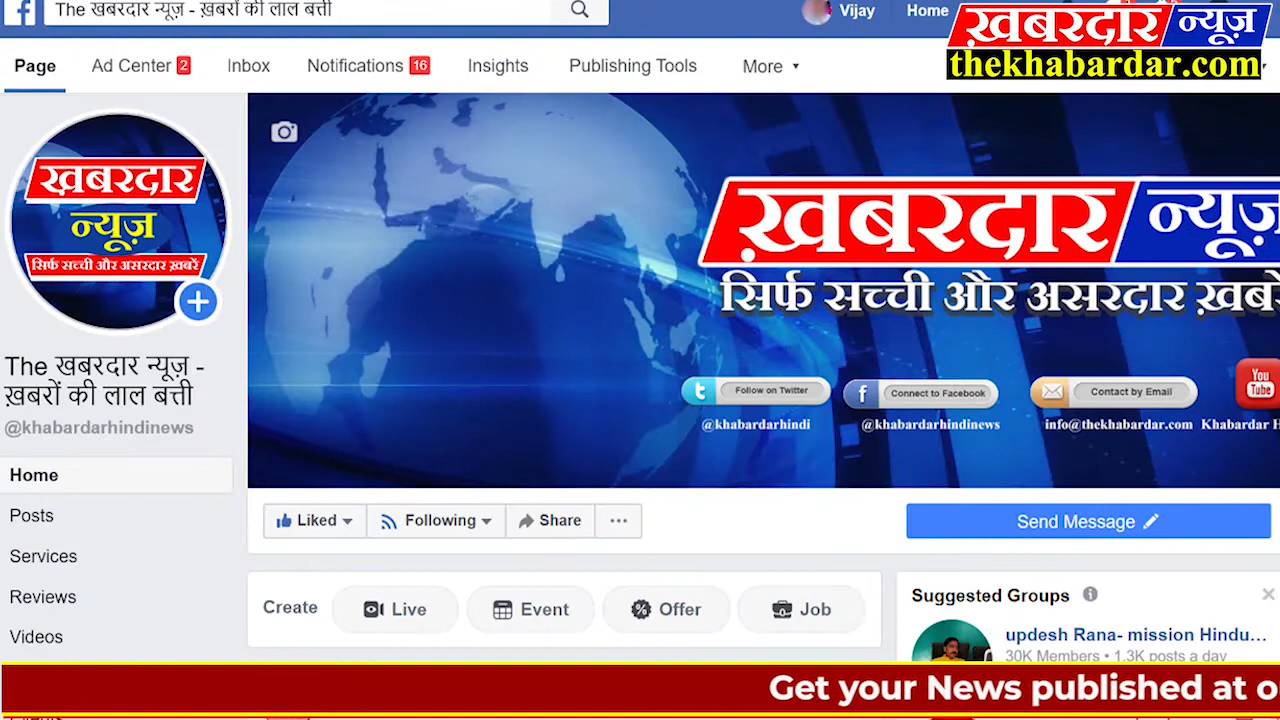 The खबरदार न्यूज़ - ख़बरों की लाल बत्ती
Vijay
Home
ख़बरदार न्यूज़
thekhabardar.com
Page
Ad Center 2
Inbox
Notifications 16
Insights
Publishing Tools
More
ख़बरदार
न्यूज़
सिर्फ सच्ची और असरदार ख़बरें
ख़बरदार न्यूज़
सिर्फ सच्ची और असरदार
Follow on Twitter
Connect to Facebook
Contact by Email
You
Tube
@khabardarhindi
@khabardarhindinews
info@thekhabardar.com
Khabardar
The खबरदार न्यूज़ -
ख़बरों की लाल बत्ती
@khabardarhindinews
Home
Posts
Services
Reviews
Videos
Liked
Following
Share
Send Message
Create
Live
Event
Offer
Job
Suggested Groups
updesh Rana- mission Hindu...
30K Members • 1.3K posts a day
Get your News published at